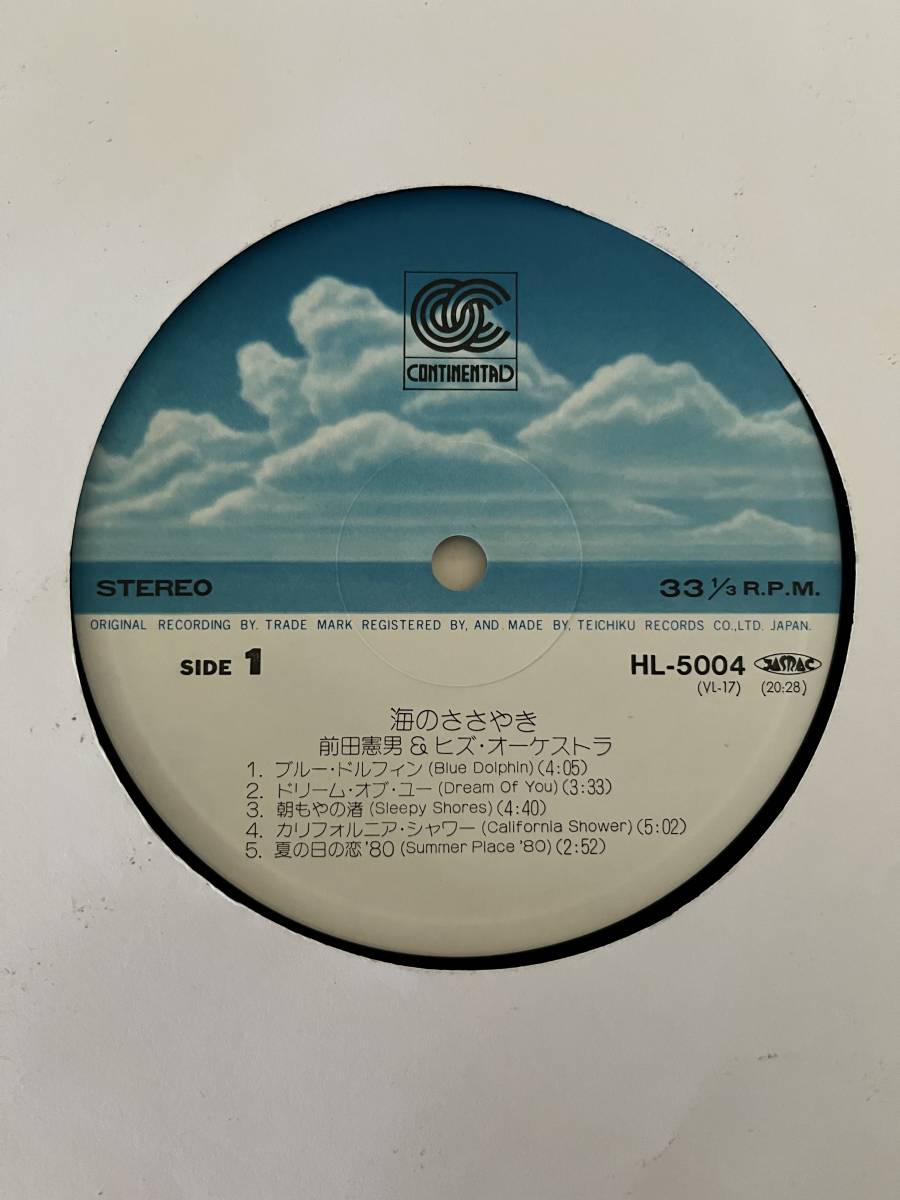 CONTINENTAL
STEREO 33 1/3 R.P.M.
ORIGINAL RECORDING BY. TRADE MARK REGISTERED BY, AND MADE BY, TEICHIKU RECORDS CO.,LTD. JAPAN.
SIDE 1 HL-5004 JASRAC
(VL-17) (20:28)
海のささやき
前田憲男 & ヒズ・オーケストラ
1. ブルー・ドルフィン (Blue Dolphin) (4:05)
2. ドリーム・オブ・ユー (Dream Of You) (3:33)
3. 朝もやの渚 (Sleepy Shores) (4:40)
4. カリフォルニア・シャワー (California Shower) (5:02)
5. 夏の日の恋 '80 (Summer Place '80) (2:52)